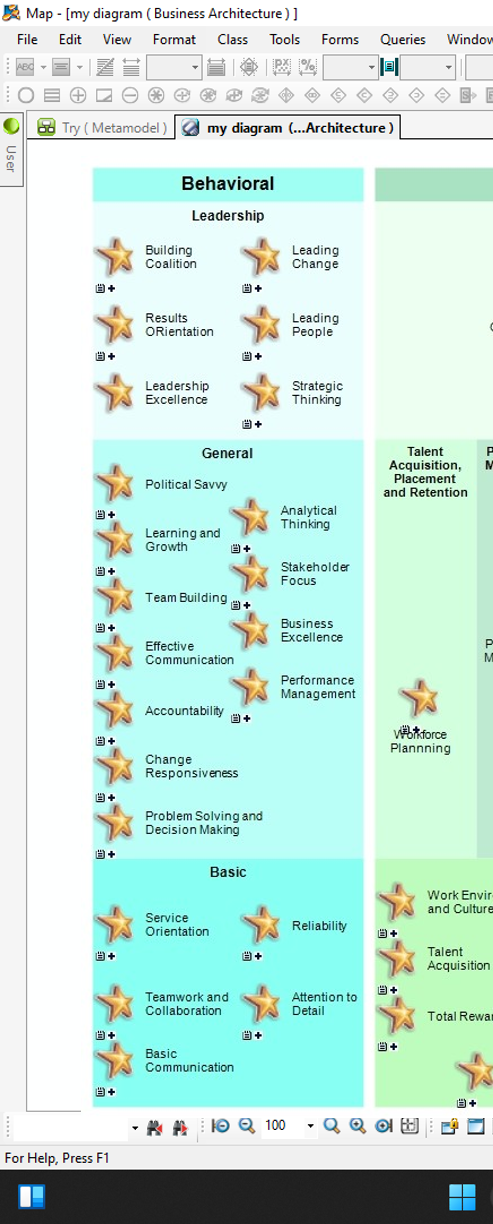 Map - [my diagram ( Business Architecture ) ]
File Edit View Format Class Tools Forms Queries Window
ABC
100
Try ( Metamodel )
my diagram (...Architecture )
User
Behavioral
Leadership
Building
Coalition
Leading
Change
Results
ORientation
Leading
People
Leadership
Excellence
Strategic
Thinking
General
Political Savvy
Analytical
Thinking
Learning and
Growth
Stakeholder
Focus
Team Building
Business
Excellence
Effective
Communication
Performance
Management
Accountability
Change
Responsiveness
Problem Solving and
Decision Making
Basic
Service
Orientation
Reliability
Teamwork and
Collaboration
Attention to
Detail
Basic
Communication
Talent
Acquisition,
Placement
and Retention
Workforce
Plannning
Work Envir
and Culture
Talent
Acquisition
Total Rewar
For Help, Press F1